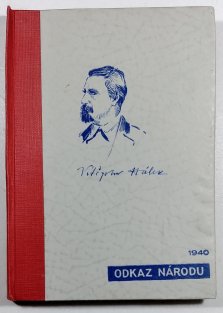 Vítězslav Hálek
1940
ODKAZ NÁRODU